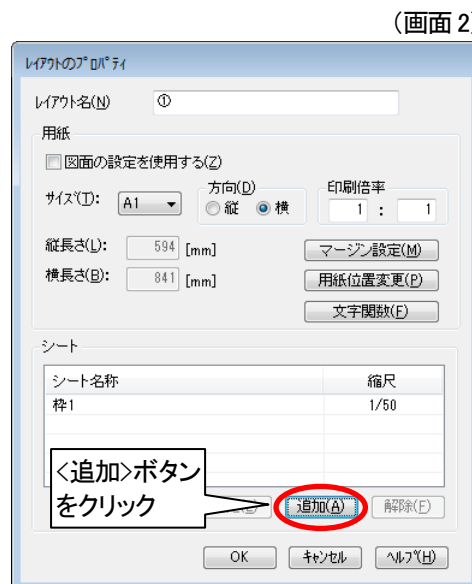 (画面2)
レイアウトのプロパティ
レイアウト名(N) ①
用紙
図面の設定を使用する(Z)
サイズ(T): A1 方向(D) 縦 横 印刷倍率 1 : 1
縦長さ(L): 594 [mm] マージン設定(M)
横長さ(B): 841 [mm] 用紙位置変更(P)
文字関数(F)
シート
シート名称 縮尺
枠1 1/50
<追加>ボタン
をクリック
追加(A) 解除(F)
OK キャンセル ヘルプ(H)